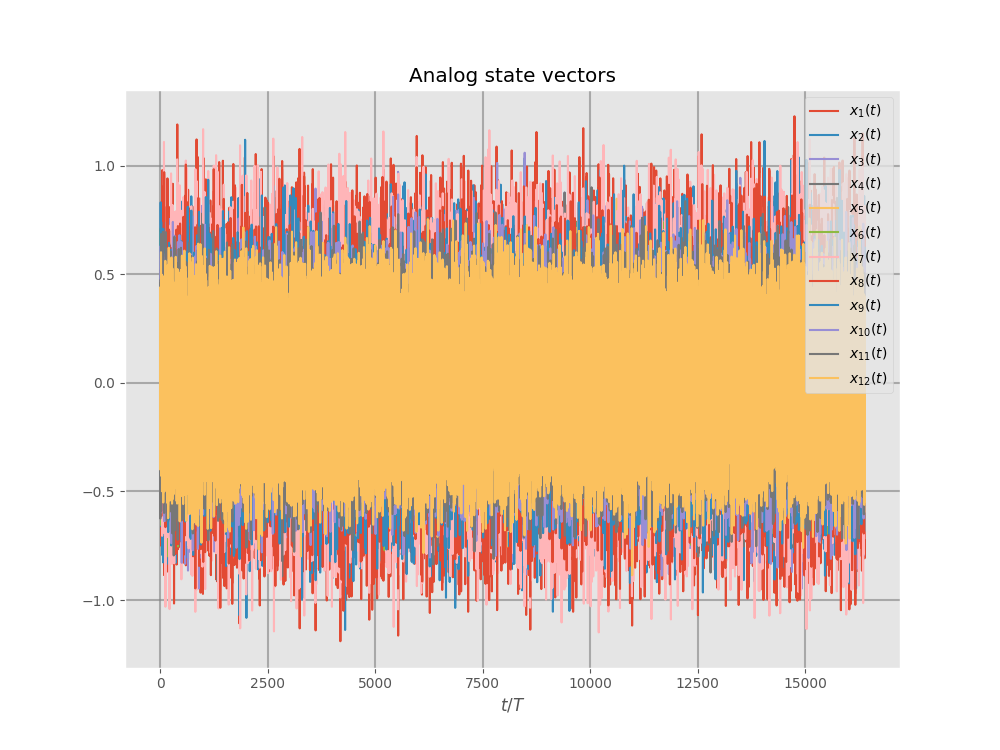 Analog state vectors
1.0
0.5
0.0
−0.5
−1.0
0 2500 5000 7500 10000 12500 15000
t/T
x₁(t)
x₂(t)
x₃(t)
x₄(t)
x₅(t)
x₆(t)
x₇(t)
x₈(t)
x₉(t)
x₁₀(t)
x₁₁(t)
x₁₂(t)